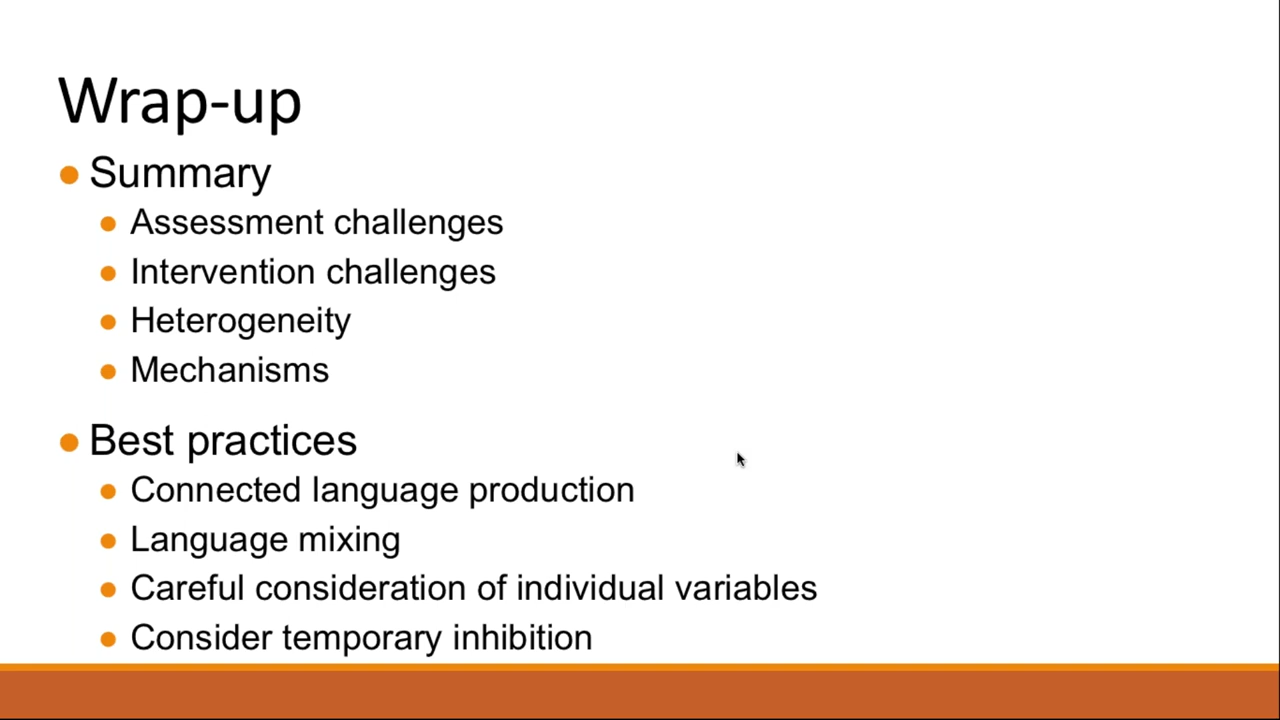 Wrap-up
Summary
Assessment challenges
Intervention challenges
Heterogeneity
Mechanisms
Best practices
Connected language production
Language mixing
Careful consideration of individual variables
Consider temporary inhibition